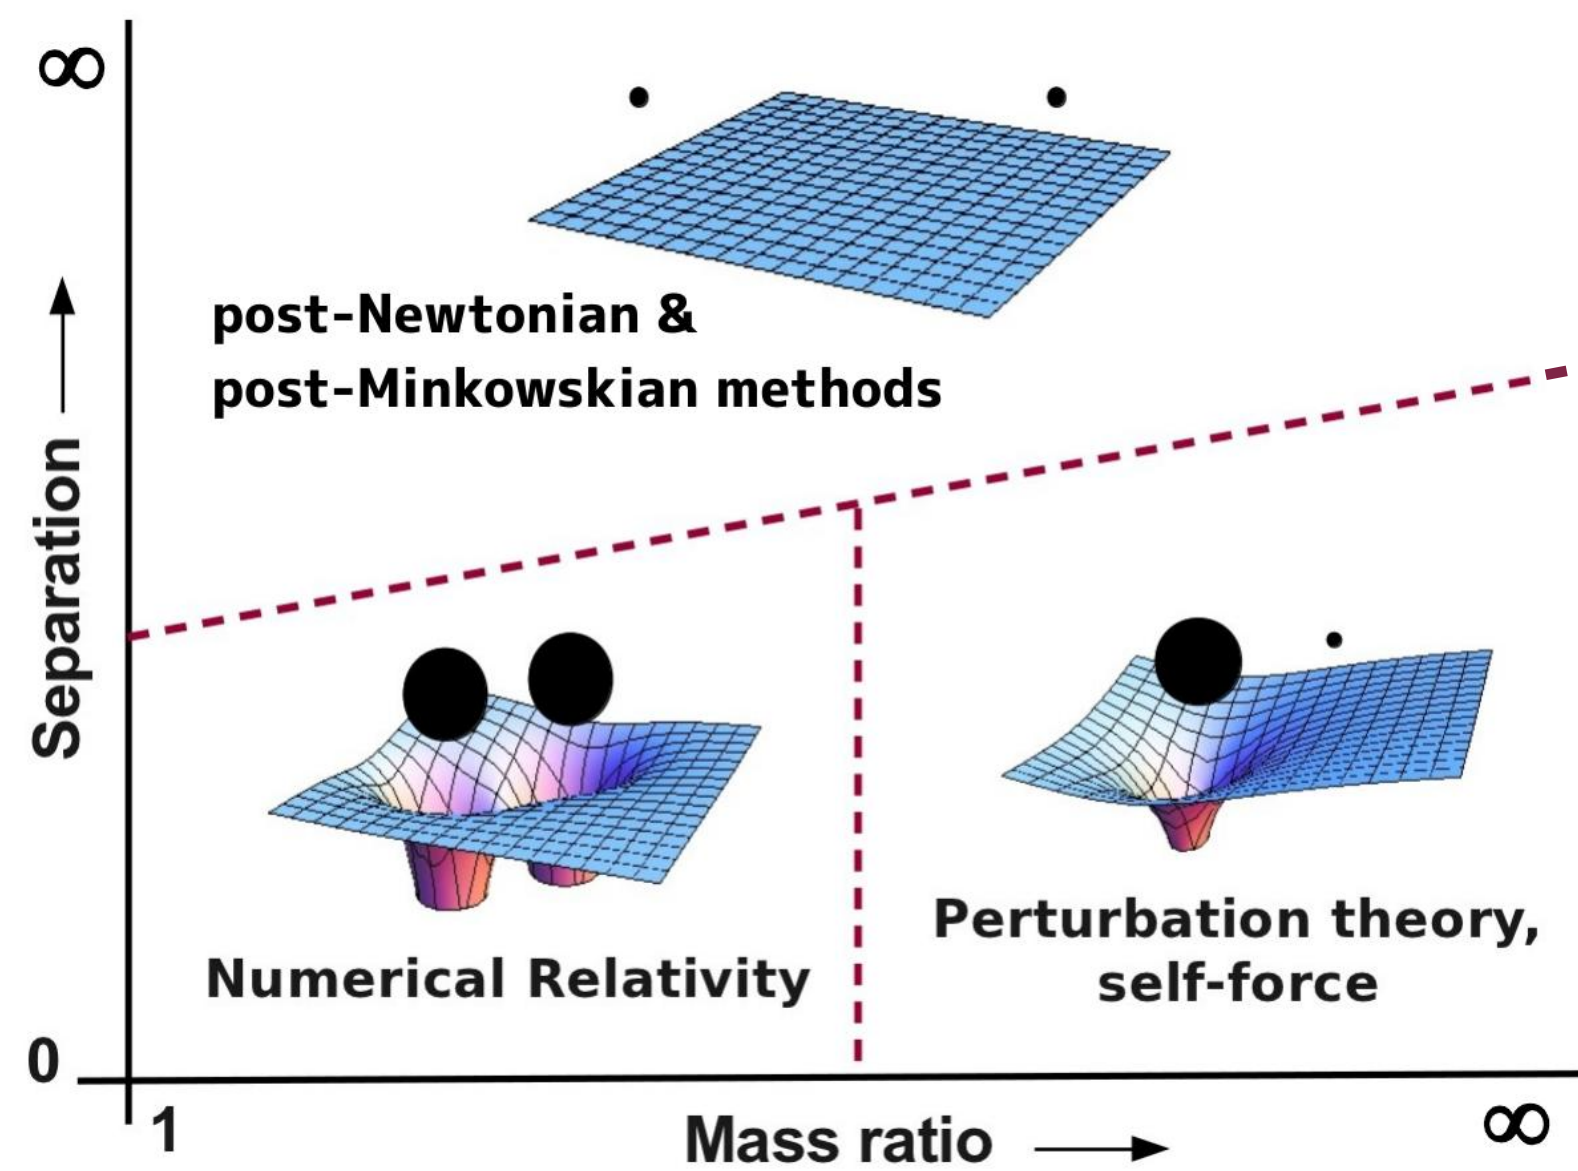 ∞
post-Newtonian &
post-Minkowskian methods
Separation
Numerical Relativity
Perturbation theory,
self-force
0
1
Mass ratio
∞